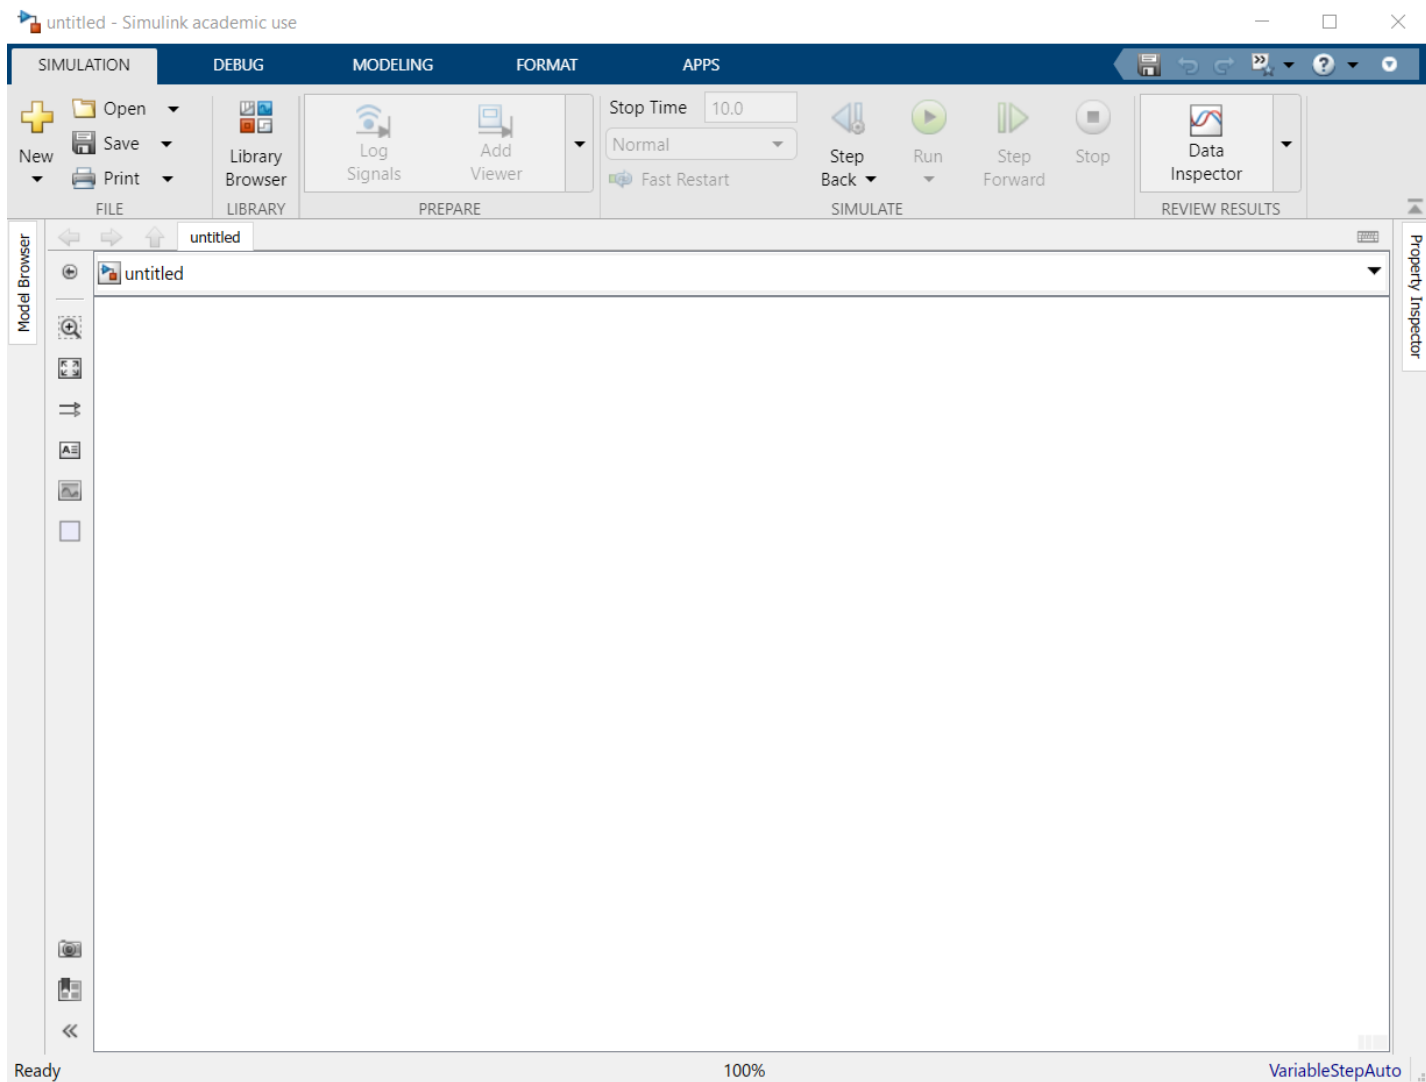 untitled - Simulink academic use
SIMULATION DEBUG MODELING FORMAT APPS
Open
Save
Print
New
FILE
Library
Browser
LIBRARY
Log
Signals
Add
Viewer
PREPARE
Stop Time 10.0
Normal
Fast Restart
Step
Back
Run
Step
Forward
Stop
SIMULATE
Data
Inspector
REVIEW RESULTS
Model Browser
untitled
untitled
Property Inspector
Ready 100% VariableStepAuto